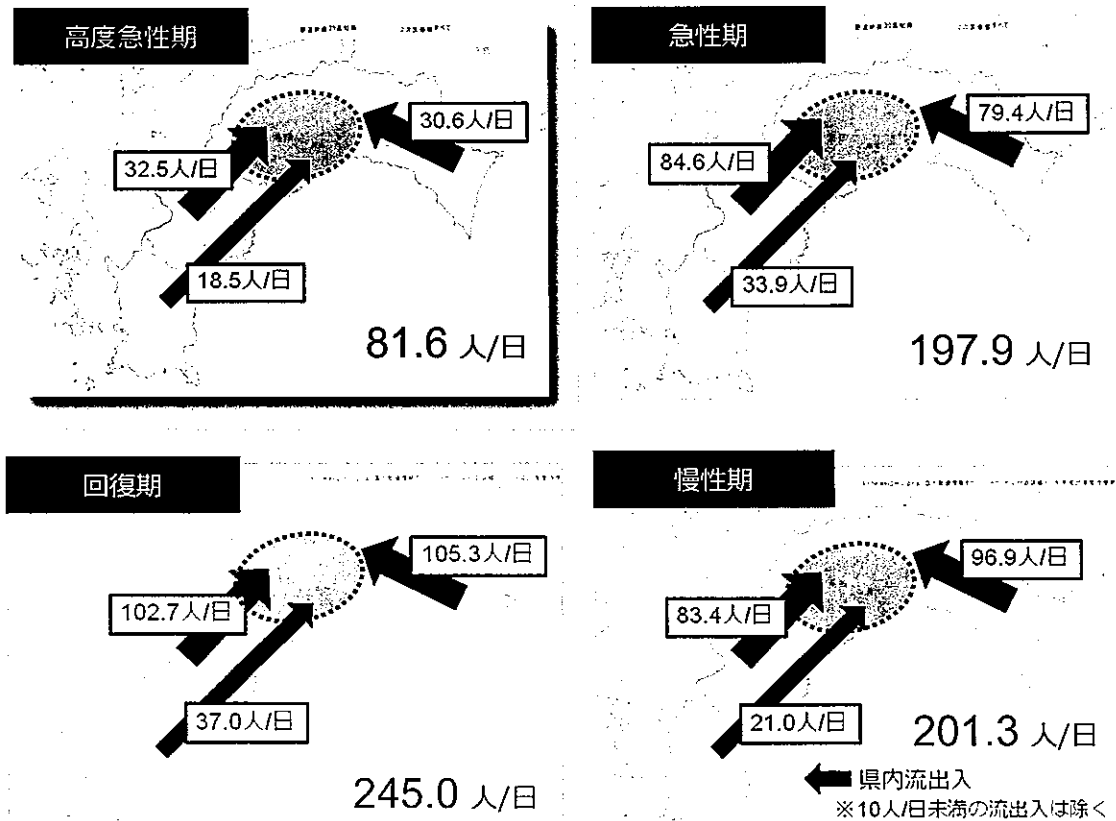 高度急性期
30.6人/日
32.5人/日
18.5人/日
81.6 人/日
急性期
79.4人/日
84.6人/日
33.9人/日
197.9 人/日
回復期
105.3人/日
102.7人/日
37.0人/日
245.0 人/日
慢性期
96.9人/日
83.4人/日
21.0人/日
201.3 人/日
県内流出入
※10人/日未満の流出入は除く